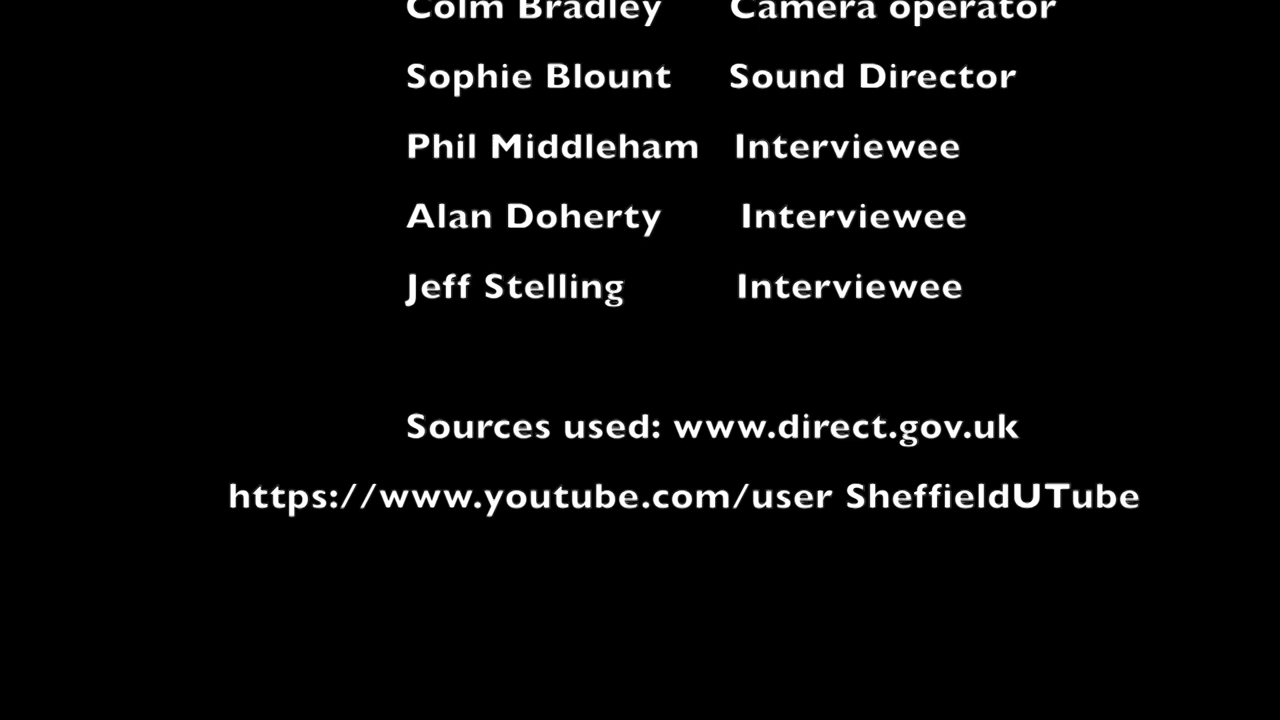 Colm Bradley Camera operator
Sophie Blount Sound Director
Phil Middleham Interviewee
Alan Doherty Interviewee
Jeff Stelling Interviewee
Sources used: www.direct.gov.uk
https://www.youtube.com/user SheffieldUTube